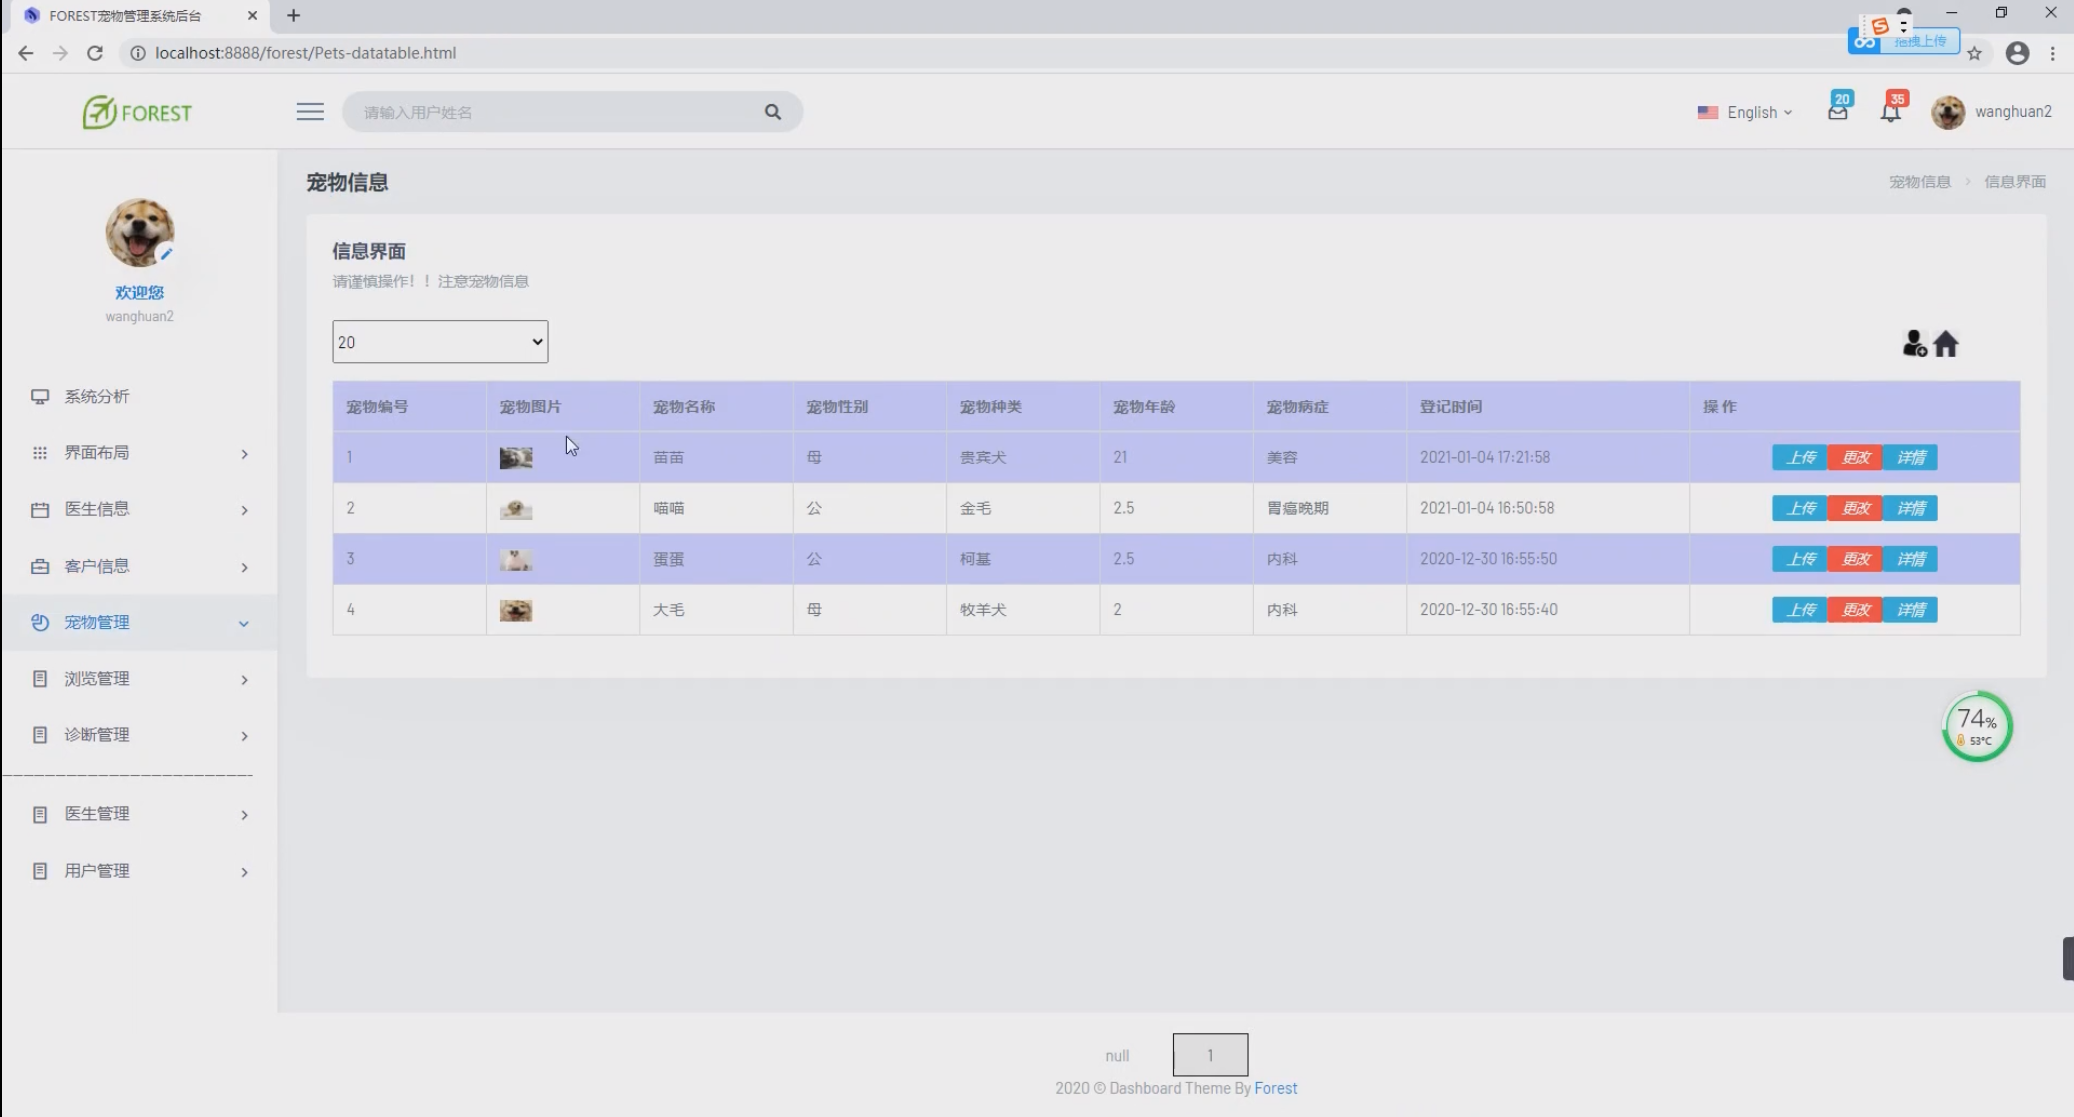 FOREST宠物管理系统后台
localhost:8888/forest/Pets-datatable.html
拖拽上传
FOREST
请输入用户姓名
English
20
35
wanghuan2
宠物信息
宠物信息 > 信息界面
欢迎您
wanghuan2
系统分析
界面布局
医生信息
客户信息
宠物管理
浏览管理
诊断管理
医生管理
用户管理
信息界面
请谨慎操作！！注意宠物信息
20
宠物编号 宠物图片 宠物名称 宠物性别 宠物种类 宠物年龄 宠物病症 登记时间 操 作
1 苗苗 母 贵宾犬 21 美容 2021-01-04 17:21:58 上传 更改 详情
2 喵喵 公 金毛 2.5 胃癌晚期 2021-01-04 16:50:58 上传 更改 详情
3 蛋蛋 公 柯基 2.5 内科 2020-12-30 16:55:50 上传 更改 详情
4 大毛 母 牧羊犬 2 内科 2020-12-30 16:55:40 上传 更改 详情
74%
53°C
null 1
2020 © Dashboard Theme By Forest